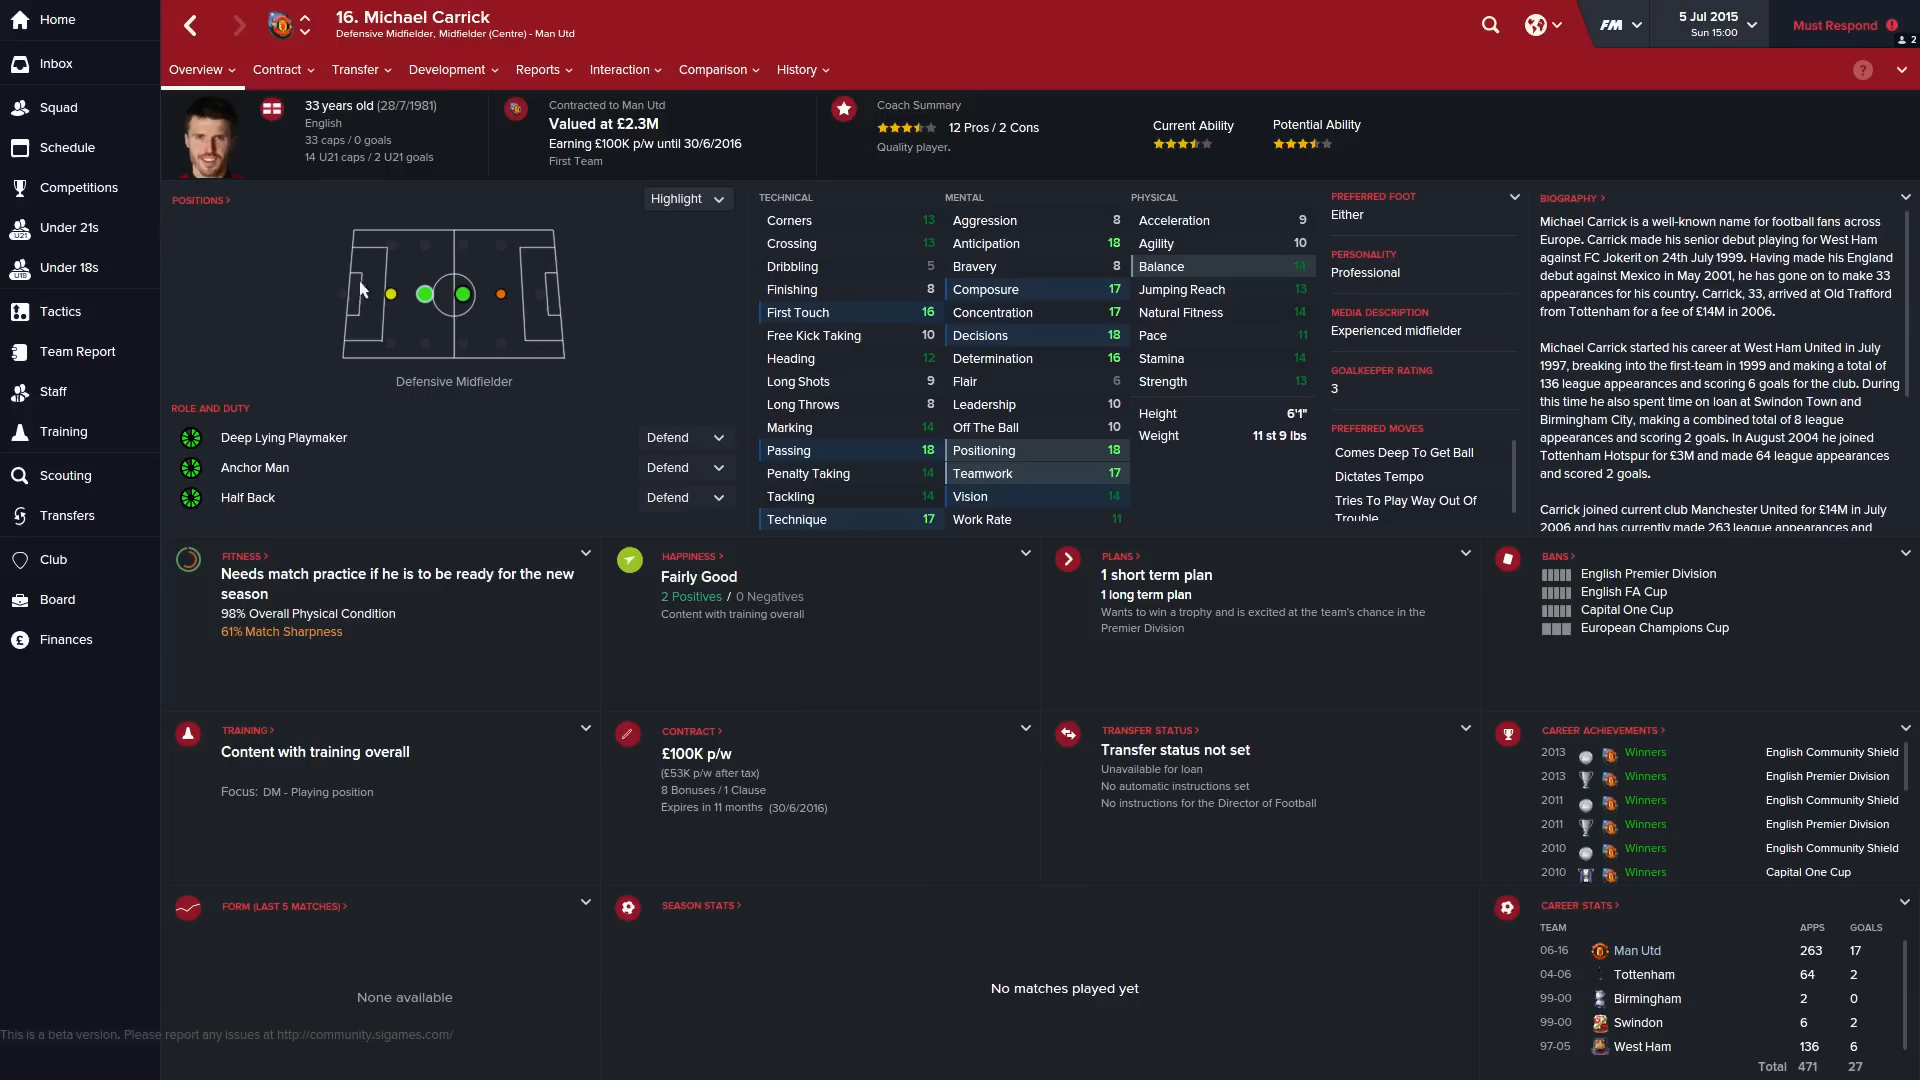 Home
Inbox
Squad
Schedule
Competitions
U21 Under 21s
U18 Under 18s
Tactics
Team Report
Staff
Training
Scouting
Transfers
Club
Board
Finances
16. Michael Carrick
Defensive Midfielder, Midfielder (Centre) - Man Utd
FM
5 Jul 2015
Sun 15:00
Must Respond
2
Overview Contract Transfer Development Reports Interaction Comparison History
?
33 years old (28/7/1981)
English
33 caps / 0 goals
14 U21 caps / 2 U21 goals
Contracted to Man Utd
Valued at £2.3M
Earning £100K p/w until 30/6/2016
First Team
Coach Summary
12 Pros / 2 Cons
Quality player.
Current Ability
Potential Ability
POSITIONS >
Highlight
Defensive Midfielder
ROLE AND DUTY
Deep Lying Playmaker Defend
Anchor Man Defend
Half Back Defend
TECHNICAL
Corners 13
Crossing 13
Dribbling 5
Finishing 8
First Touch 16
Free Kick Taking 10
Heading 12
Long Shots 9
Long Throws 8
Marking 14
Passing 18
Penalty Taking 14
Tackling 14
Technique 17
MENTAL
Aggression 8
Anticipation 18
Bravery 8
Composure 17
Concentration 17
Decisions 18
Determination 16
Flair 6
Leadership 10
Off The Ball 10
Positioning 18
Teamwork 17
Vision 14
Work Rate 11
PHYSICAL
Acceleration 9
Agility 10
Balance 14
Jumping Reach 13
Natural Fitness 14
Pace 11
Stamina 14
Strength 13
Height 6'1"
Weight 11 st 9 lbs
PREFERRED FOOT
Either
PERSONALITY
Professional
MEDIA DESCRIPTION
Experienced midfielder
GOALKEEPER RATING
3
PREFERRED MOVES
Comes Deep To Get Ball
Dictates Tempo
Tries To Play Way Out Of
Trouble
BIOGRAPHY >
Michael Carrick is a well-known name for football fans across
Europe. Carrick made his senior debut playing for West Ham
against FC Jokerit on 24th July 1999. Having made his England
debut against Mexico in May 2001, he has gone on to make 33
appearances for his country. Carrick, 33, arrived at Old Trafford
from Tottenham for a fee of £14M in 2006.
Michael Carrick started his career at West Ham United in July
1997, breaking into the first-team in 1999 and making a total of
136 league appearances and scoring 6 goals for the club. During
this time he also spent time on loan at Swindon Town and
Birmingham City, making a combined total of 8 league
appearances and scoring 2 goals. In August 2004 he joined
Tottenham Hotspur for £3M and made 64 league appearances
and scored 2 goals.
Carrick joined current club Manchester United for £14M in July
2006 and has currently made 263 league appearances and
FITNESS >
Needs match practice if he is to be ready for the new
season
98% Overall Physical Condition
61% Match Sharpness
HAPPINESS >
Fairly Good
2 Positives / 0 Negatives
Content with training overall
PLANS >
1 short term plan
1 long term plan
Wants to win a trophy and is excited at the team's chance in the
Premier Division
BANS >
English Premier Division
English FA Cup
Capital One Cup
European Champions Cup
TRAINING >
Content with training overall
Focus: DM - Playing position
CONTRACT >
£100K p/w
(£53K p/w after tax)
8 Bonuses / 1 Clause
Expires in 11 months (30/6/2016)
TRANSFER STATUS >
Transfer status not set
Unavailable for loan
No automatic instructions set
No instructions for the Director of Football
CAREER ACHIEVEMENTS >
2013 Winners English Community Shield
2013 Winners English Premier Division
2011 Winners English Community Shield
2011 Winners English Premier Division
2010 Winners English Community Shield
2010 Winners Capital One Cup
FORM (LAST 5 MATCHES) >
None available
SEASON STATS >
No matches played yet
CAREER STATS >
TEAM APPS GOALS
06-16 Man Utd 263 17
04-06 Tottenham 64 2
99-00 Birmingham 2 0
99-00 Swindon 6 2
97-05 West Ham 136 6
Total 471 27
This is a beta version. Please report any issues at http://community.sigames.com/